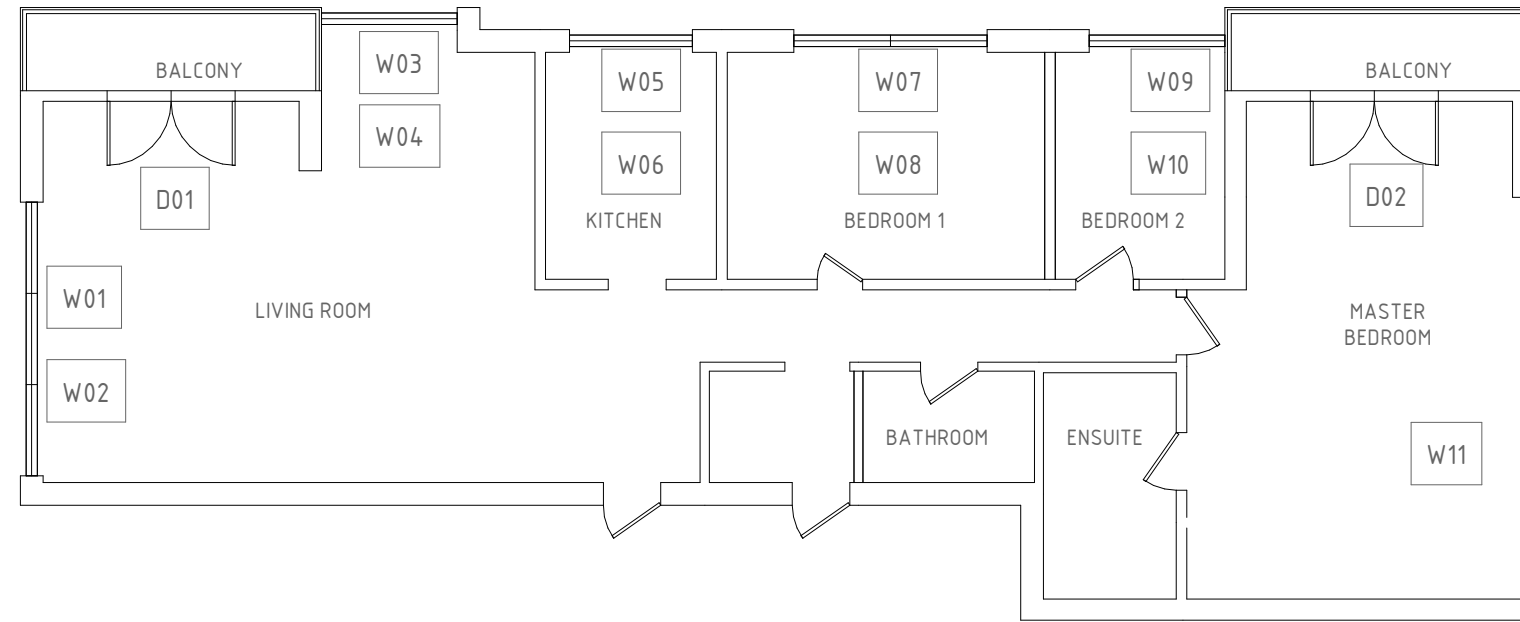 BALCONY
W03
W04
D01
W05
W06
KITCHEN
W07
W08
BEDROOM 1
W09
W10
BEDROOM 2
BALCONY
D02
W01
W02
LIVING ROOM
MASTER
BEDROOM
BATHROOM
ENSUITE
W11